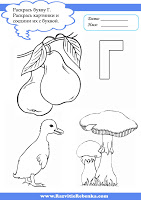 Раскрась букву Г.
Раскрась картинки и
соедини их с буквой.
Дата:
Имя:
Г
www.RazvitieRebenka.com